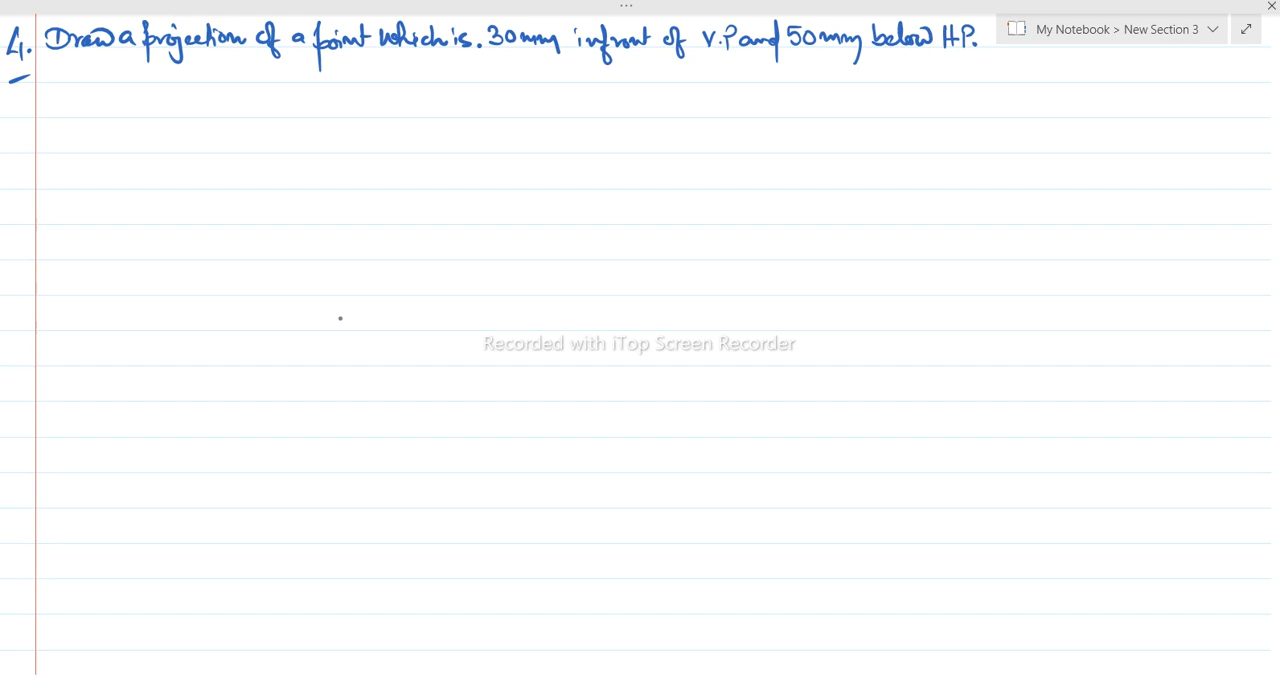 4. Draw a projection of a point which is. 30mm infront of V.P and 50mm below H.P.
My Notebook > New Section 3
Recorded with iTop Screen Recorder